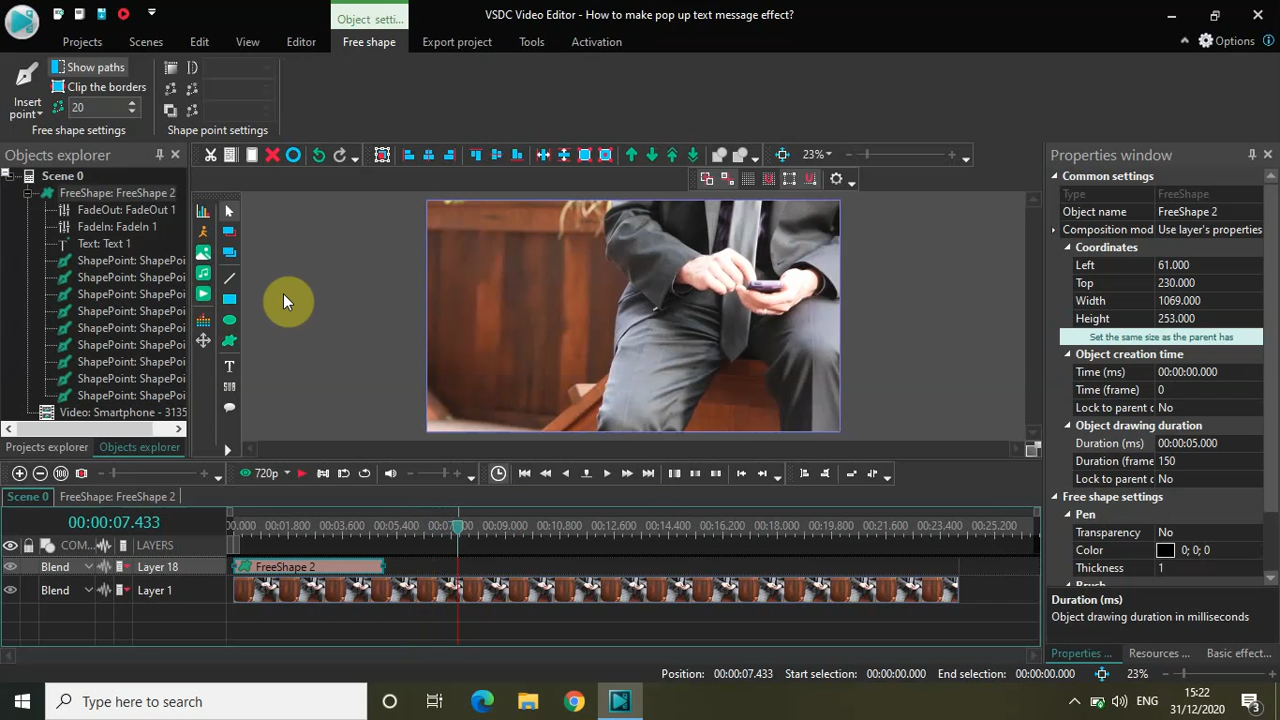 VSDC Video Editor - How to make pop up text message effect?
Object setti...
Projects
Scenes
Edit
View
Editor
Free shape
Export project
Tools
Activation
Options
Insert point
Show paths
Clip the borders
20
Free shape settings
Shape point settings
Objects explorer
Scene 0
FreeShape: FreeShape 2
FadeOut: FadeOut 1
FadeIn: FadeIn 1
Text: Text 1
ShapePoint: ShapePoi
ShapePoint: ShapePoi
ShapePoint: ShapePoi
ShapePoint: ShapePoi
ShapePoint: ShapePoi
ShapePoint: ShapePoi
ShapePoint: ShapePoi
ShapePoint: ShapePoi
ShapePoint: ShapePoi
Video: Smartphone - 3135
Projects explorer
Objects explorer
23%
Properties window
Common settings
Type FreeShape
Object name FreeShape 2
Composition mod Use layer's properties
Coordinates
Left 61.000
Top 230.000
Width 1069.000
Height 253.000
Set the same size as the parent has
Object creation time
Time (ms) 00:00:00.000
Time (frame) 0
Lock to parent d No
Object drawing duration
Duration (ms) 00:00:05.000
Duration (frame 150
Lock to parent d No
Free shape settings
Pen
Transparency No
Color 0; 0; 0
Thickness 1
Brush
Duration (ms)
Object drawing duration in milliseconds
Properties ...
Resources ...
Basic effect...
720p
Scene 0
FreeShape: FreeShape 2
00:00:07.433
0.000 00:01.800 00:03.600 00:05.400 00:07.200 00:09.000 00:10.800 00:12.600 00:14.400 00:16.200 00:18.000 00:19.800 00:21.600 00:23.400 00:25.200
COM...
LAYERS
Blend
Layer 18
FreeShape 2
Blend
Layer 1
Position: 00:00:07.433
Start selection: 00:00:00.000
End selection: 00:00:00.000
23%
Type here to search
ENG
15:22
31/12/2020
3